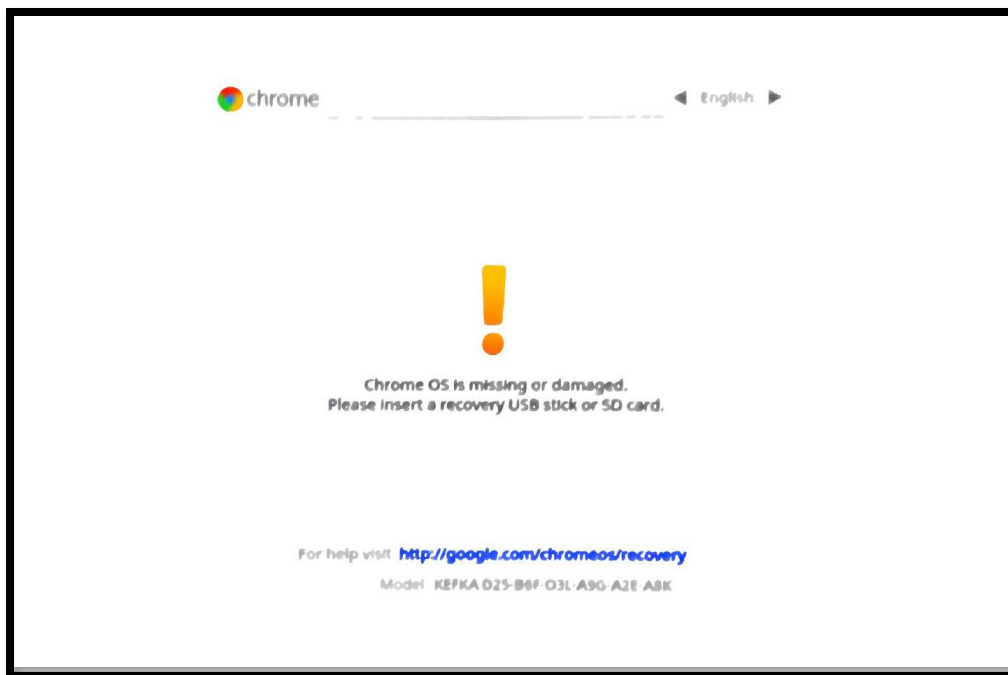 chrome
English
Chrome OS is missing or damaged.
Please insert a recovery USB stick or SD card.
For help visit http://google.com/chromeos/recovery
Model KEFKA D25-B6F-O3L-A9G-A2E-A8K